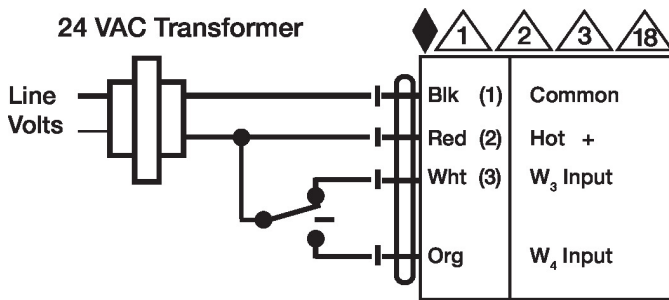 24 VAC Transformer
1 2 3 18
Line
Volts
Blk (1) Common
Red (2) Hot +
Wht (3) W₃ Input
Org W₄ Input